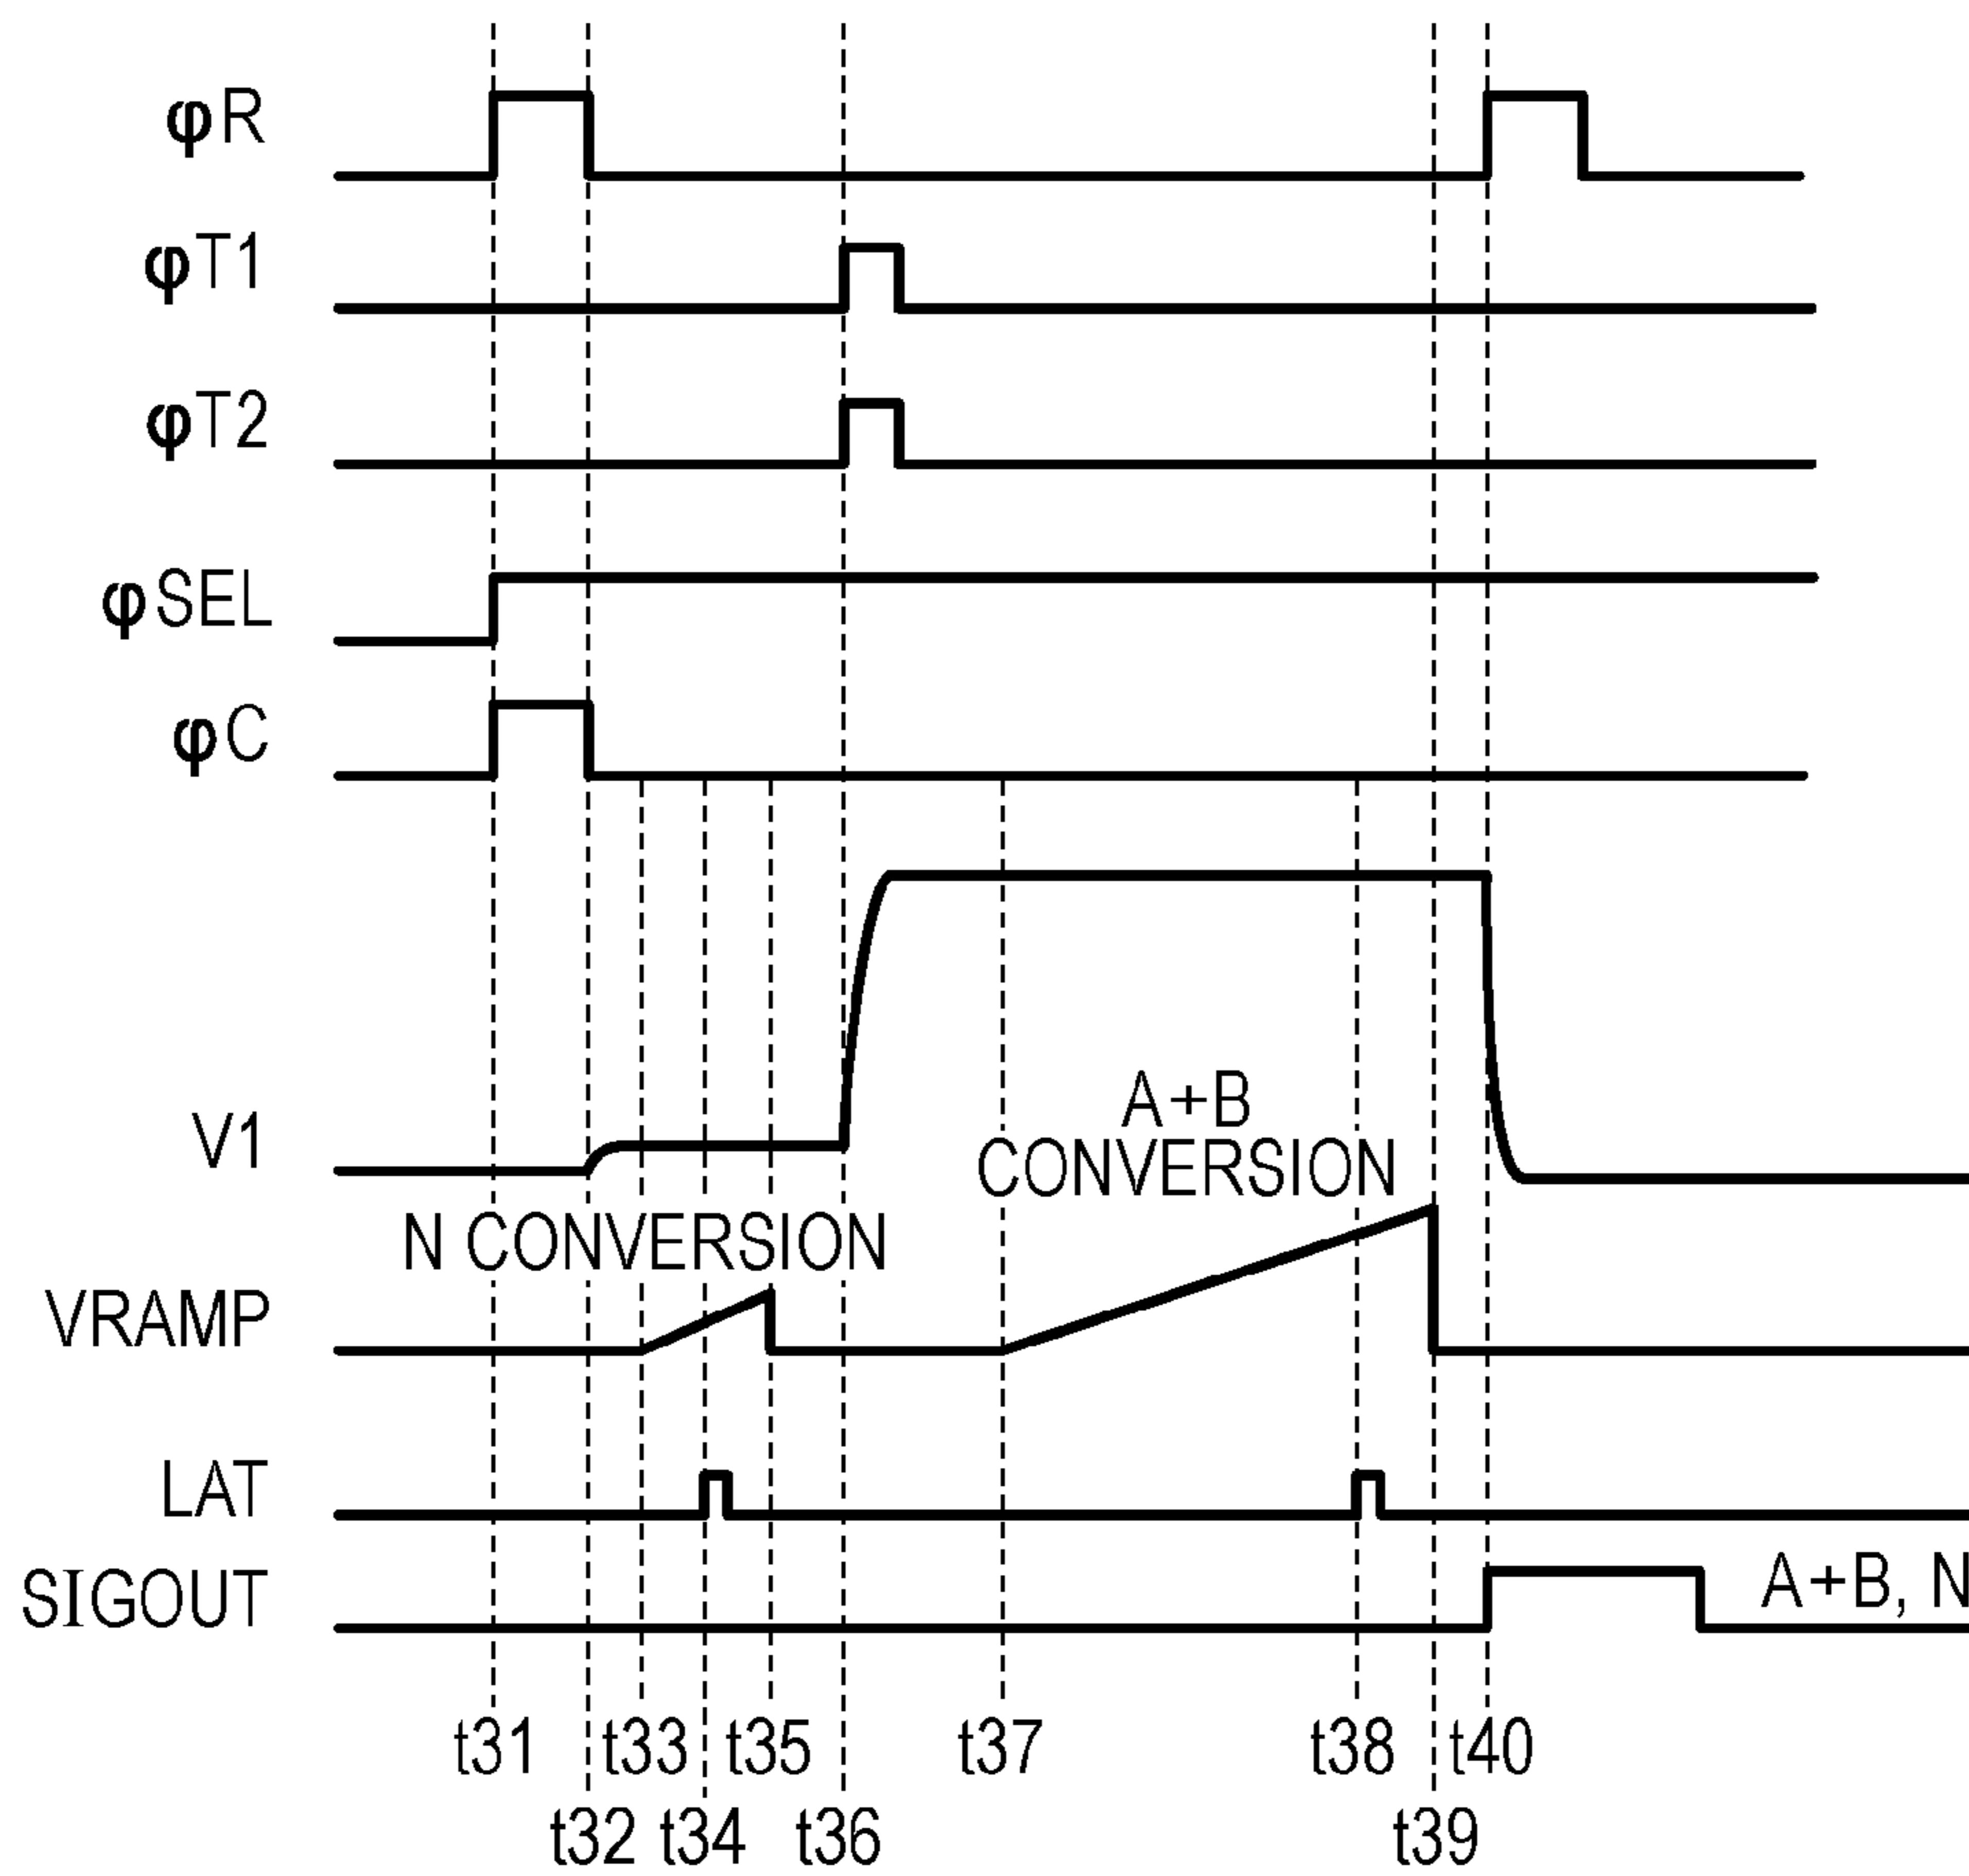 φR
φT1
φT2
φSEL
φC
V1
A+B
CONVERSION
N CONVERSION
VRAMP
LAT
SIGOUT
A+B, N
t31
t33
t35
t37
t38
t40
t32
t34
t36
t39